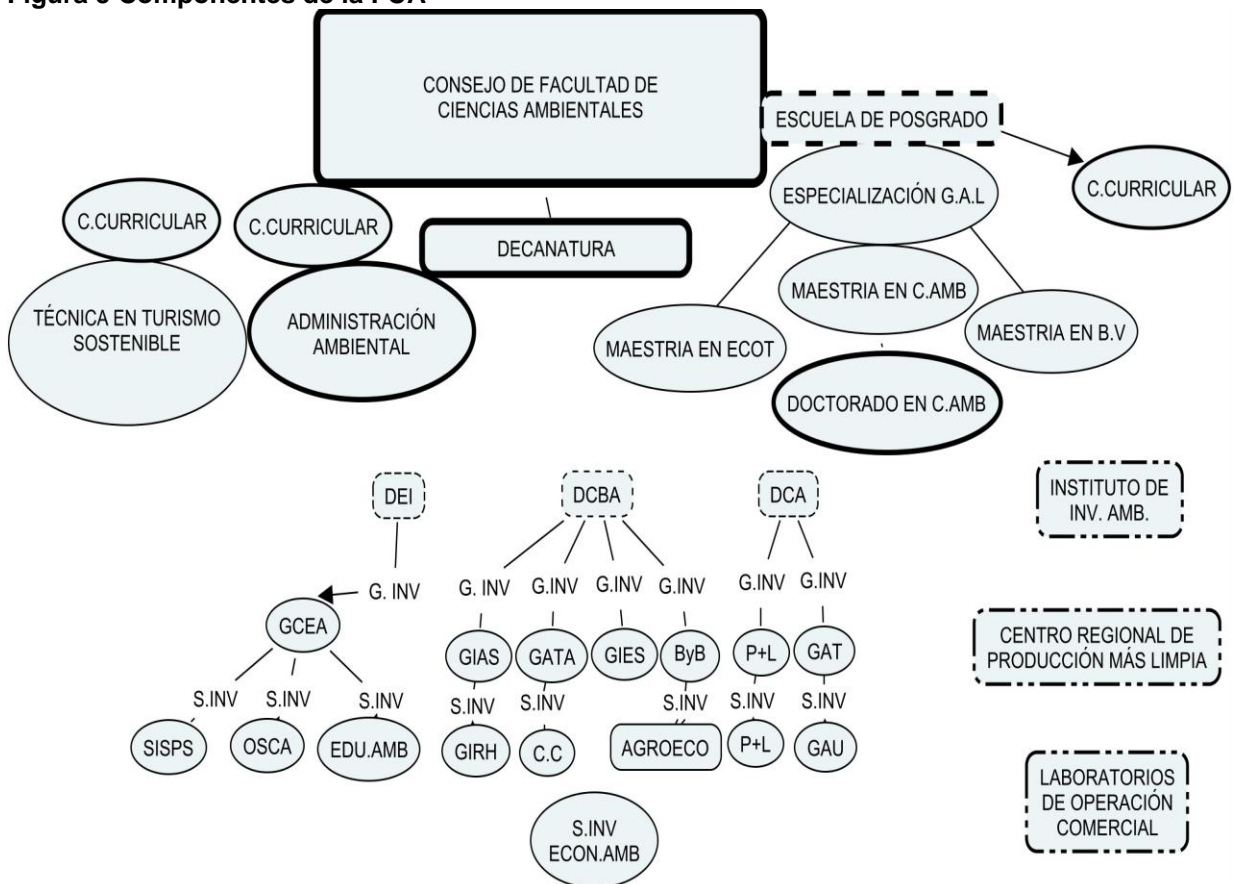 CONSEJO DE FACULTAD DE
CIENCIAS AMBIENTALES
ESCUELA DE POSGRADO
C.CURRICULAR
ESPECIALIZACIÓN G.A.L
C.CURRICULAR
C.CURRICULAR
DECANATURA
TÉCNICA EN TURISMO
SOSTENIBLE
ADMINISTRACIÓN
AMBIENTAL
MAESTRIA EN C.AMB
MAESTRIA EN ECOT
MAESTRIA EN B.V
DOCTORADO EN C.AMB
DEI
DCBA
DCA
INSTITUTO DE
INV. AMB.
G. INV
G. INV
G.INV
G.INV
G.INV
G.INV
G.INV
GCEA
GIAS
GATA
GIES
ByB
P+L
GAT
CENTRO REGIONAL DE
PRODUCCIÓN MÁS LIMPIA
S.INV
S.INV
S.INV
S.INV
S.INV
S.INV
S.INV
S.INV
SISPS
OSCA
EDU.AMB
GIRH
C.C
AGROECO
P+L
GAU
LABORATORIOS
DE OPERACIÓN
COMERCIAL
S.INV
ECON.AMB